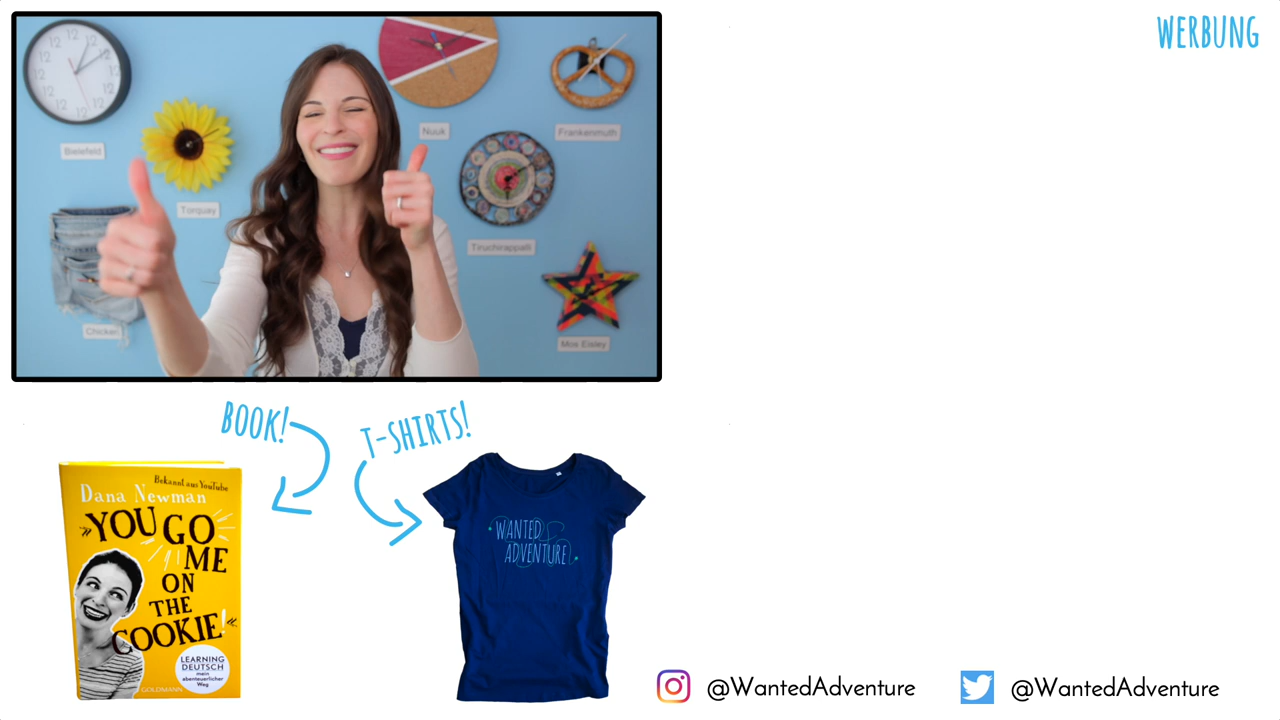 WERBUNG
12
Bielefeld
Torquay
Nuuk
Frankenmuth
Tiruchirappalli
Chicken
Mos Eisley
BOOK!
T-SHIRTS!
Bekannt aus YouTube
Dana Newman
»YOU GO
ME
ON
THE
COOKIE!«
LEARNING
DEUTSCH
mein
abenteuerlicher
Weg
GOLDMANN
WANTED
ADVENTURE
@WantedAdventure
@WantedAdventure